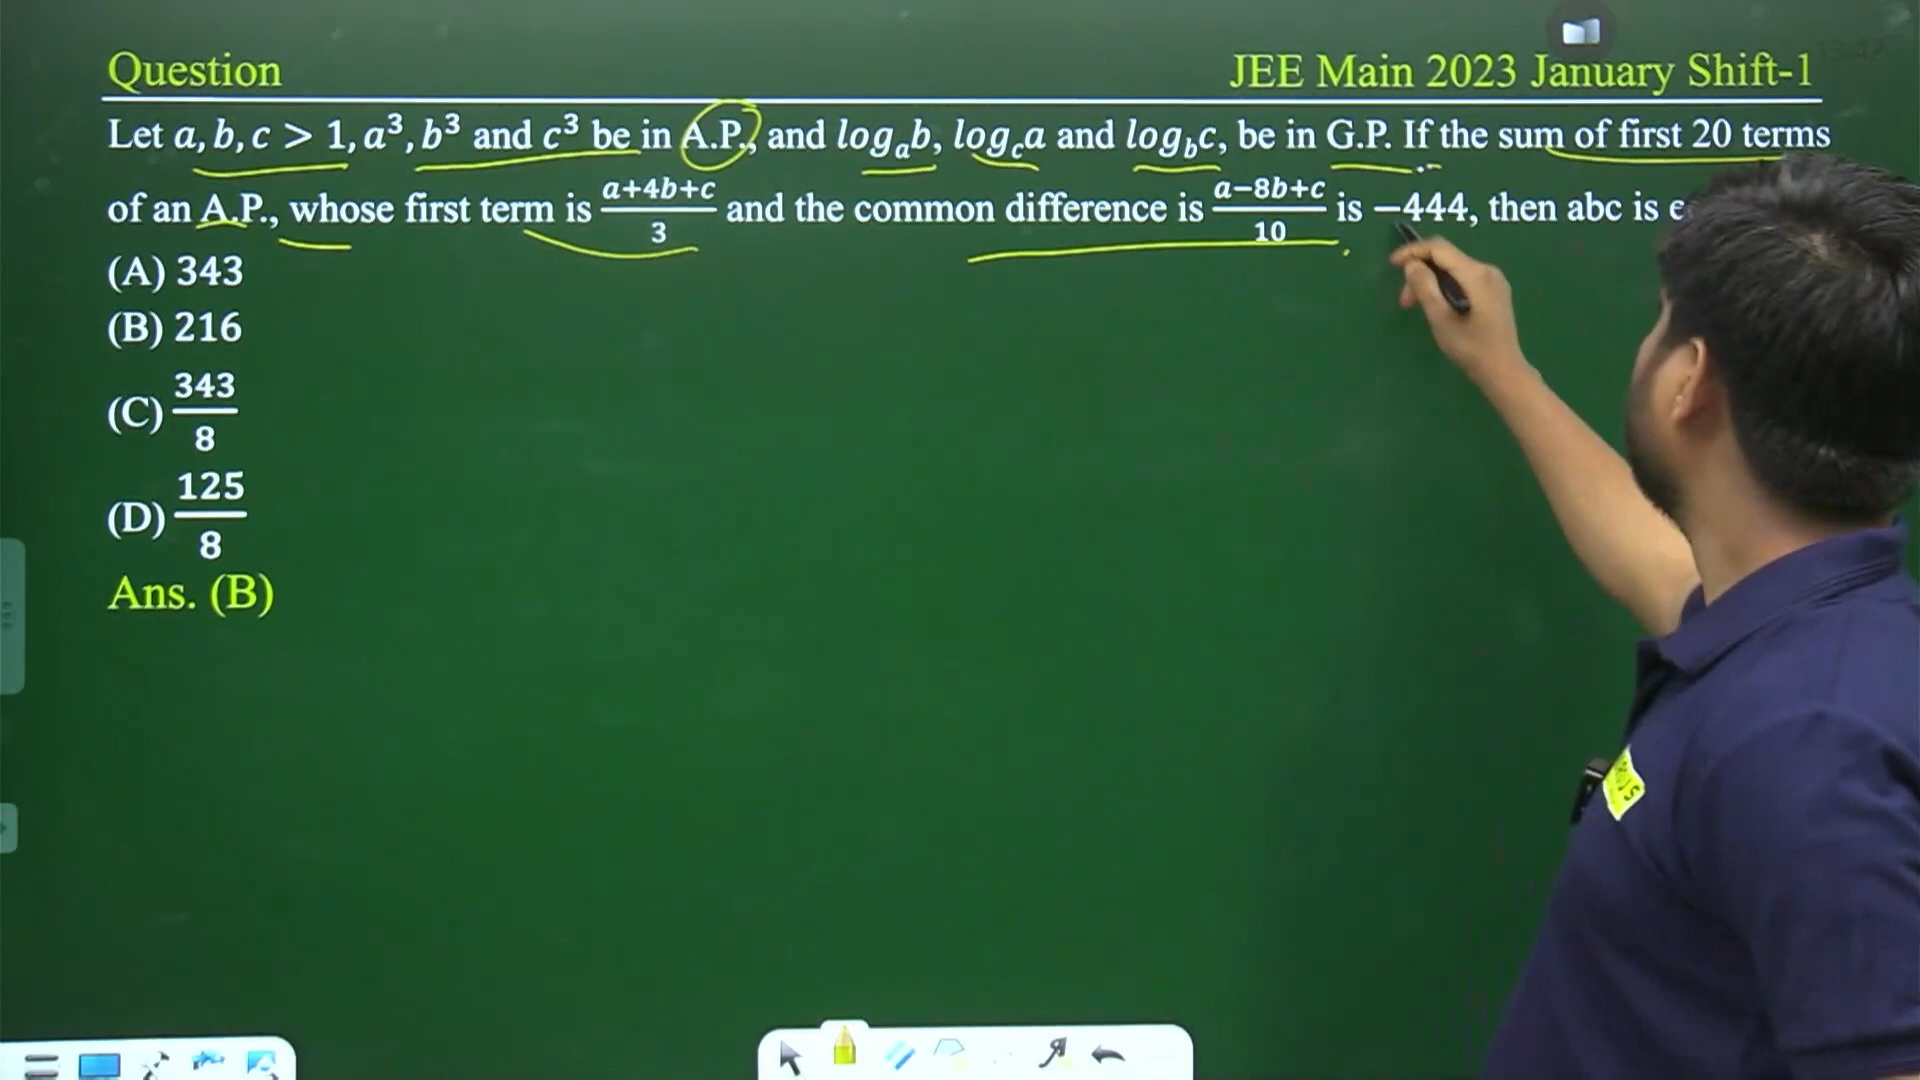 Question
JEE Main 2023 January Shift-1
Let a, b, c > 1, a³, b³ and c³ be in A.P., and logₐb, log꜀a and log_b c, be in G.P. If the sum of first 20 terms
of an A.P., whose first term is (a+4b+c)/3 and the common difference is (a−8b+c)/10 is −444, then abc is
(A) 343
(B) 216
(C) 343/8
(D) 125/8
Ans. (B)